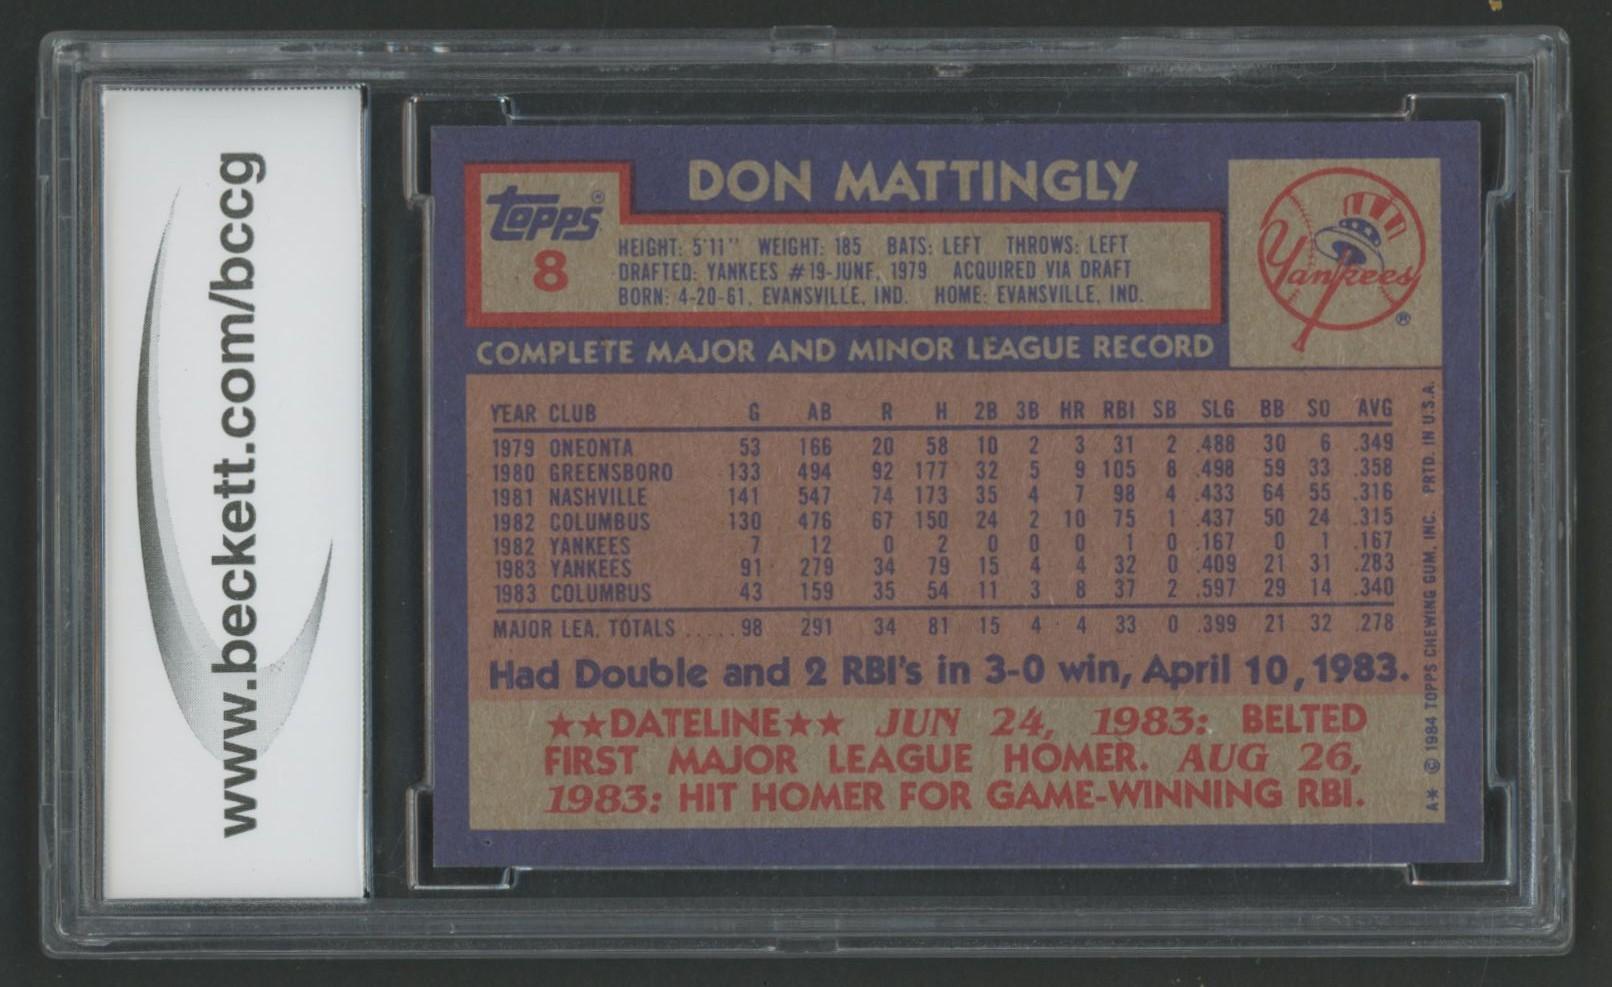 www.beckett.com/bccg
DON MATTINGLY
topps®
8
HEIGHT: 5'11" WEIGHT: 185 BATS: LEFT THROWS: LEFT
DRAFTED: YANKEES #19-JUNE, 1979 ACQUIRED VIA DRAFT
BORN: 4-20-61, EVANSVILLE, IND. HOME: EVANSVILLE, IND.
Yankees
®
COMPLETE MAJOR AND MINOR LEAGUE RECORD
YEAR CLUB G AB R H 2B 3B HR RBI SB SLG BB SO AVG
1979 ONEONTA 53 166 20 58 10 2 3 31 2 .488 30 6 .349
1980 GREENSBORO 133 494 92 177 32 5 9 105 8 .498 59 33 .358
1981 NASHVILLE 141 547 74 173 35 4 7 98 4 .433 64 55 .316
1982 COLUMBUS 130 476 67 150 24 2 10 75 1 .437 50 24 .315
1982 YANKEES 7 12 0 2 0 0 0 1 0 .167 0 1 .167
1983 YANKEES 91 279 34 79 15 4 4 32 0 .409 21 31 .283
1983 COLUMBUS 43 159 35 54 11 3 8 37 2 .597 29 14 .340
MAJOR LEA. TOTALS ..... 98 291 34 81 15 4 4 33 0 .399 21 32 .278
Had Double and 2 RBI's in 3-0 win, April 10, 1983.
★★DATELINE★★ JUN 24, 1983: BELTED
FIRST MAJOR LEAGUE HOMER. AUG 26,
1983: HIT HOMER FOR GAME-WINNING RBI.
A* © 1984 TOPPS CHEWING GUM, INC. PRTD. IN U.S.A.